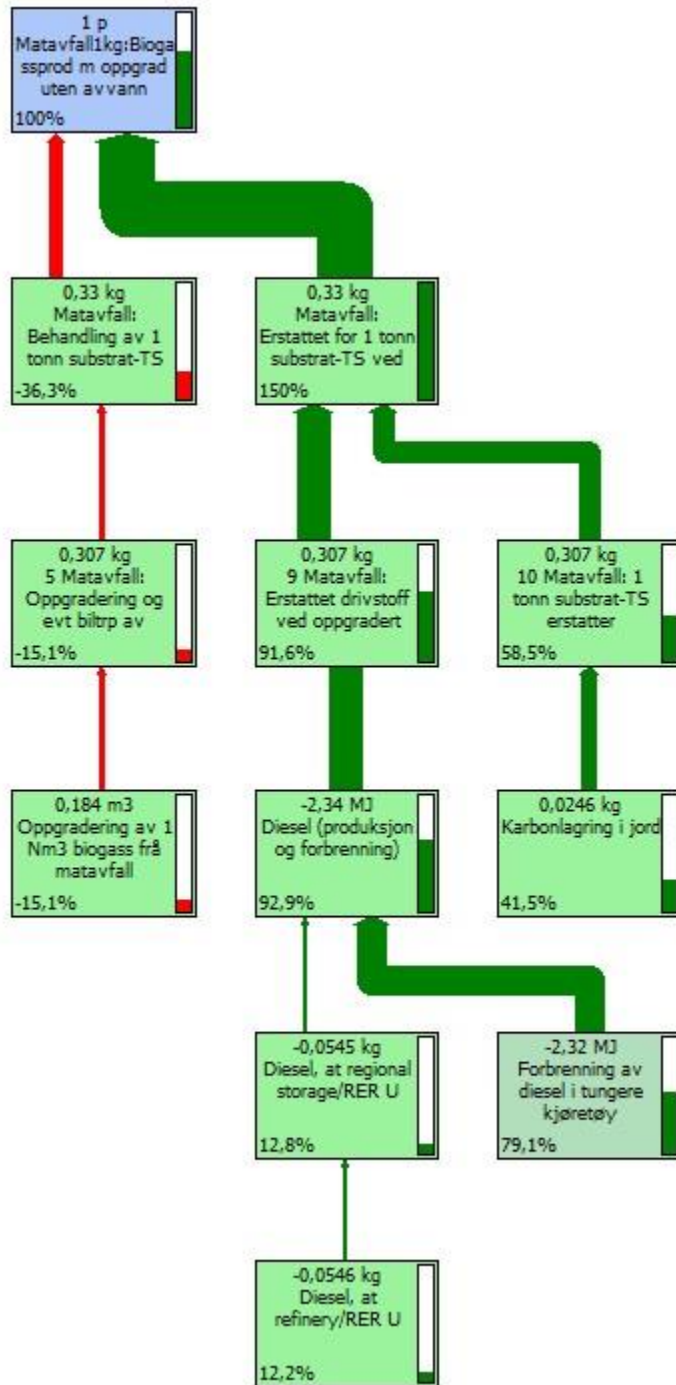 1 p
Matavfall1kg:Bioga
ssprod m oppgrad
uten avvann
100%
0,33 kg
Matavfall:
Behandling av 1
tonn substrat-TS
-36,3%
0,33 kg
Matavfall:
Erstattet for 1 tonn
substrat-TS ved
150%
0,307 kg
5 Matavfall:
Oppgradering og
evt biltrp av
-15,1%
0,307 kg
9 Matavfall:
Erstattet drivstoff
ved oppgradert
91,6%
0,307 kg
10 Matavfall: 1
tonn substrat-TS
erstatter
58,5%
0,184 m3
Oppgradering av 1
Nm3 biogass frå
matavfall
-15,1%
-2,34 MJ
Diesel (produksjon
og forbrenning)
92,9%
0,0246 kg
Karbonlagring i jord
41,5%
-0,0545 kg
Diesel, at regional
storage/RER U
12,8%
-2,32 MJ
Forbrenning av
diesel i tungere
kjøretøy
79,1%
-0,0546 kg
Diesel, at
refinery/RER U
12,2%